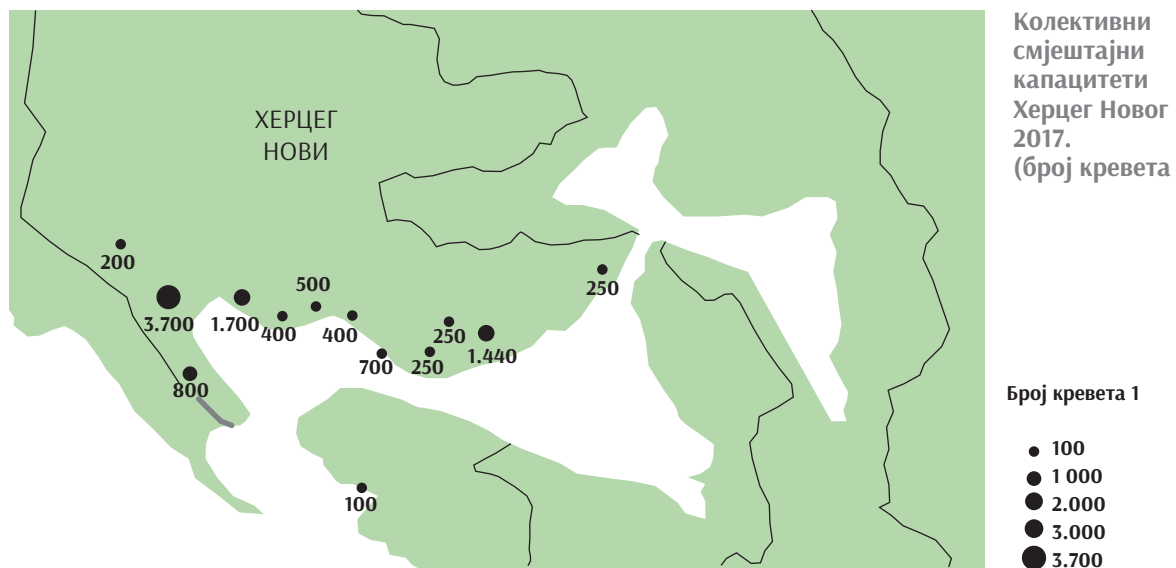 Колективни
смјештајни
капацитети
Херцег Новог
2017.
(број кревета
ХЕРЦЕГ
НОВИ
200
3.700
1.700
500
400
400
800
700
250
250
1.440
250
100
Број кревета 1
100
1 000
2.000
3.000
3.700